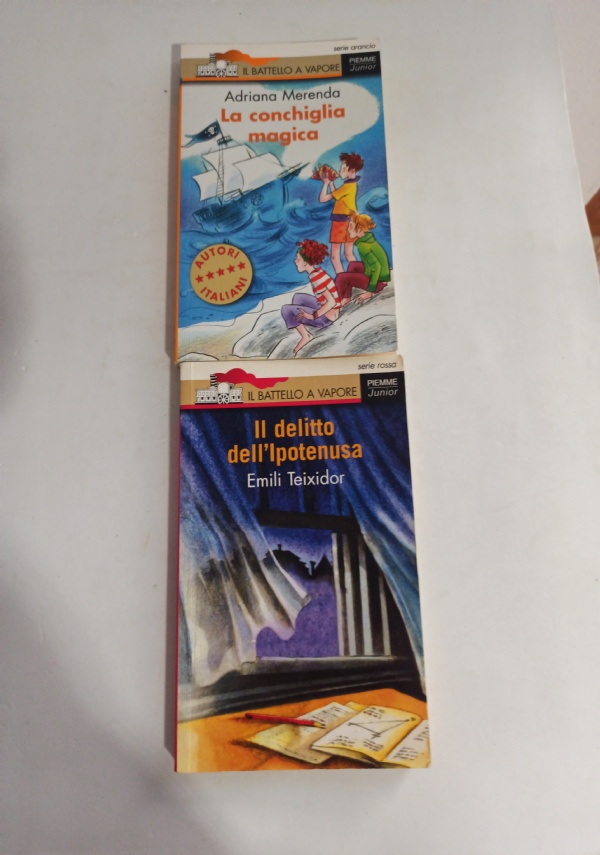 serie arancio
IL BATTELLO A VAPORE
PIEMME
Junior
Adriana Merenda
La conchiglia
magica
AUTORI
ITALIANI
serie rossa
IL BATTELLO A VAPORE
PIEMME
Junior
Il delitto
dell'Ipotenusa
Emili Teixidor